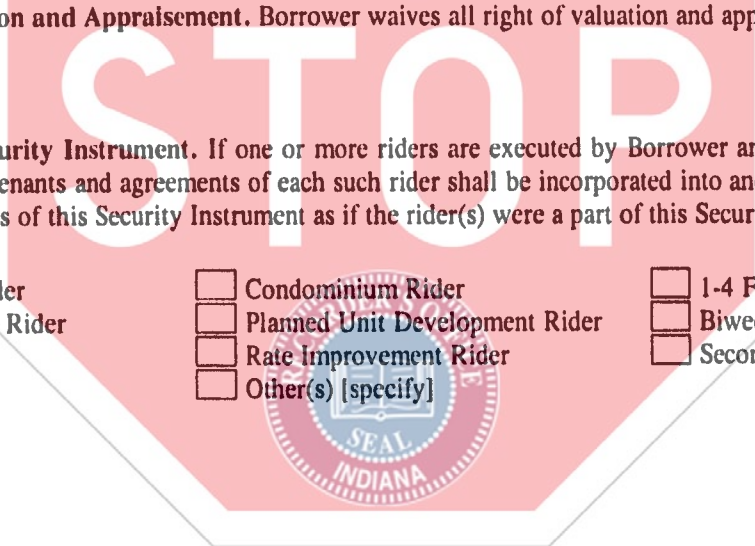 on and Appraisement. Borrower waives all right of valuation and app
STOP
urity Instrument. If one or more riders are executed by Borrower an
enants and agreements of each such rider shall be incorporated into an
s of this Security Instrument as if the rider(s) were a part of this Secur
er Condominium Rider 1-4 F
Rider Planned Unit Development Rider Biwe
Rate Improvement Rider Secon
Other(s) [specify]
RECORDER'S OFFICE
SEAL
INDIANA